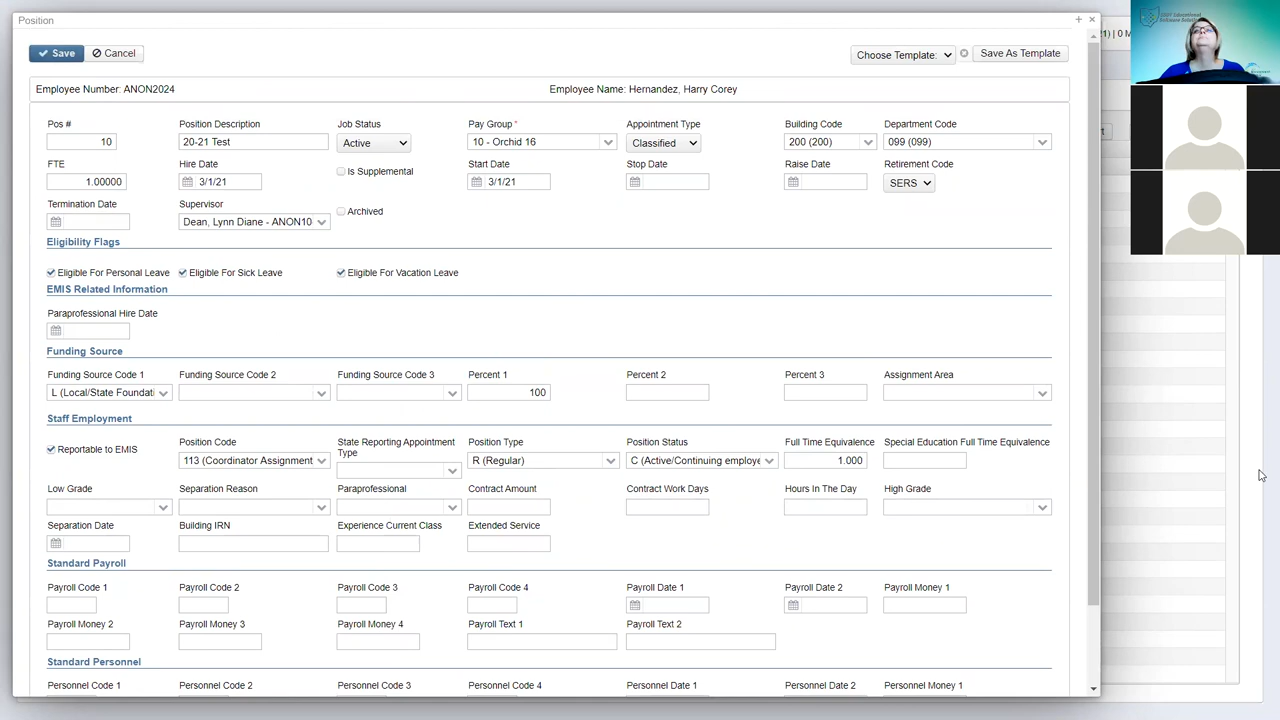 Position
Save Cancel Choose Template: Save As Template
Employee Number: ANON2024 Employee Name: Hernandez, Harry Corey
Pos # Position Description Job Status Pay Group * Appointment Type Building Code Department Code
10 20-21 Test Active 10 - Orchid 16 Classified 200 (200) 099 (099)
FTE Hire Date Start Date Stop Date Raise Date Retirement Code
1.00000 3/1/21 Is Supplemental 3/1/21 SERS
Termination Date Supervisor
Dean, Lynn Diane - ANON10 Archived
Eligibility Flags
Eligible For Personal Leave Eligible For Sick Leave Eligible For Vacation Leave
EMIS Related Information
Paraprofessional Hire Date
Funding Source
Funding Source Code 1 Funding Source Code 2 Funding Source Code 3 Percent 1 Percent 2 Percent 3 Assignment Area
L (Local/State Foundati 100
Staff Employment
Reportable to EMIS Position Code State Reporting Appointment Type Position Type Position Status Full Time Equivalence Special Education Full Time Equivalence
113 (Coordinator Assignment R (Regular) C (Active/Continuing employe 1.000
Low Grade Separation Reason Paraprofessional Contract Amount Contract Work Days Hours In The Day High Grade
Separation Date Building IRN Experience Current Class Extended Service
Standard Payroll
Payroll Code 1 Payroll Code 2 Payroll Code 3 Payroll Code 4 Payroll Date 1 Payroll Date 2 Payroll Money 1
Payroll Money 2 Payroll Money 3 Payroll Money 4 Payroll Text 1 Payroll Text 2
Standard Personnel
Personnel Code 1 Personnel Code 2 Personnel Code 3 Personnel Code 4 Personnel Date 1 Personnel Date 2 Personnel Money 1